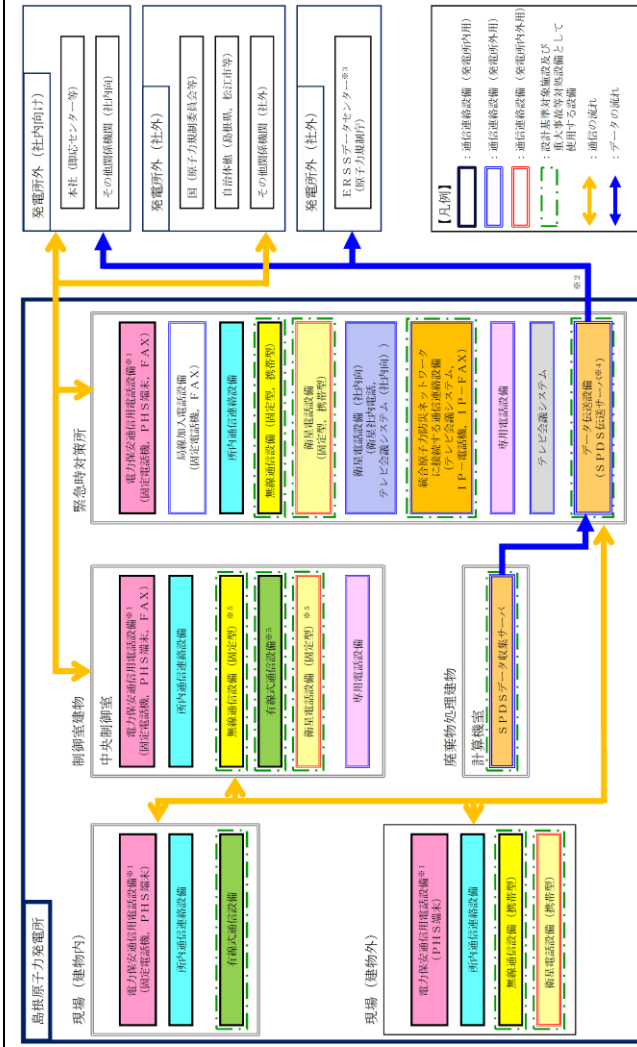 島根原子力発電所
現場（建物内）
電力保安通信用電話設備※1
（固定電話機、PHS端末）
所内通信連絡設備
有線式通信設備
現場（建物外）
電力保安通信用電話設備※1
（PHS端末）
所内通信連絡設備
無線通信設備（携帯型）
衛星電話設備（携帯型）
制御室建物
中央制御室
電力保安通信用電話設備※1
（固定電話機、PHS端末、FAX）
所内通信連絡設備
無線通信設備（固定型）※5
有線式通信設備※5
衛星電話設備（固定型）※5
専用電話設備
廃棄物処理建物
計算機室
SPDSデータ収集サーバ
緊急時対策所
電力保安通信用電話設備※1
（固定電話機、PHS端末、FAX）
局線加入電話設備
（固定電話機、FAX）
所内通信連絡設備
無線通信設備（固定型、携帯型）
衛星電話設備
（固定型、携帯型）
衛星電話設備（社内向）
（衛星社内電話、
テレビ会議システム（社内向））
統合原子力防災ネットワーク
に接続する通信連絡設備
（テレビ会議システム、
IP－電話機、IP－FAX）
専用電話設備
テレビ会議システム
データ伝送設備
（SPDS伝送サーバ※4）
※2
発電所外（社内向け）
本社（即応センター等）
その他関係機関（社内向）
発電所外（社外）
国（原子力規制委員会等）
自治体他（島根県，松江市等）
その他関係機関（社外）
発電所外（社外）
ERSSデータセンター※3
（原子力規制庁）
【凡例】
：通信連絡設備（発電所内用）
：通信連絡設備（発電所外用）
：通信連絡設備（発電所内外用）
：設計基準対象施設及び
重大事故等対処設備として
使用する設備
：通信の流れ
：データの流れ